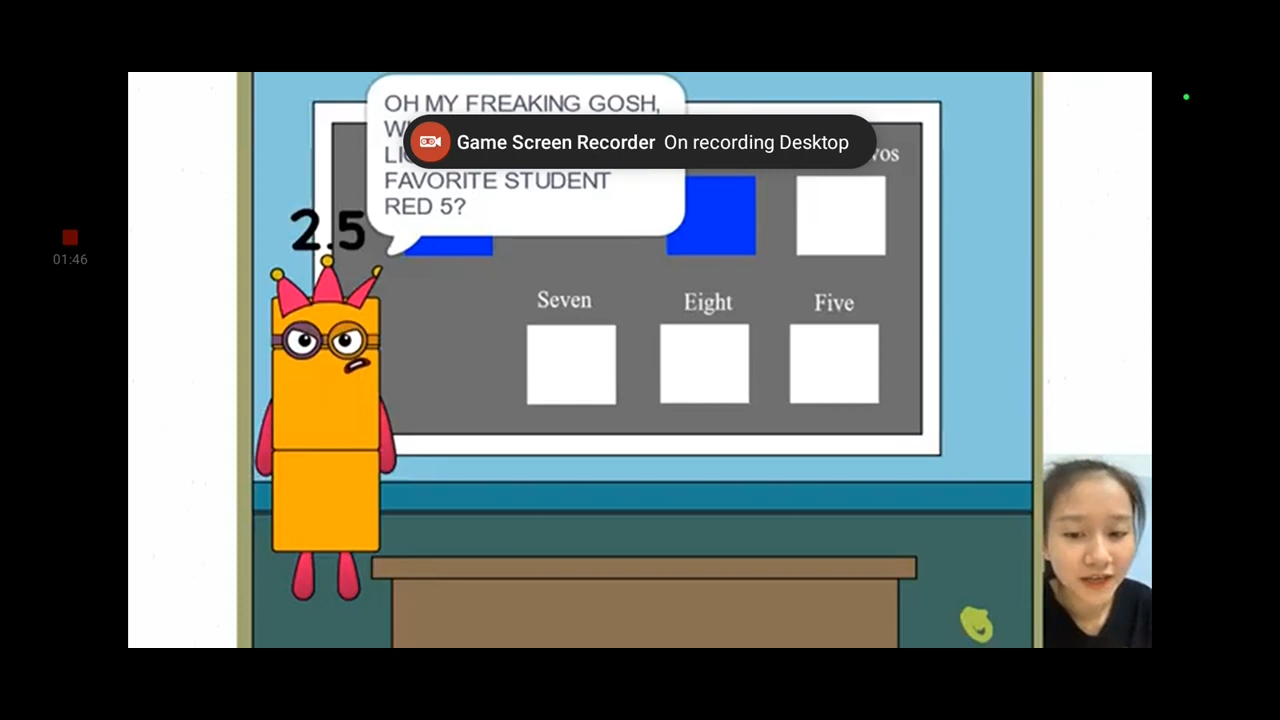 OH MY FREAKING GOSH,
FAVORITE STUDENT
RED 5?
Game Screen Recorder On recording Desktop
2.5
Seven
Eight
Five
01:46